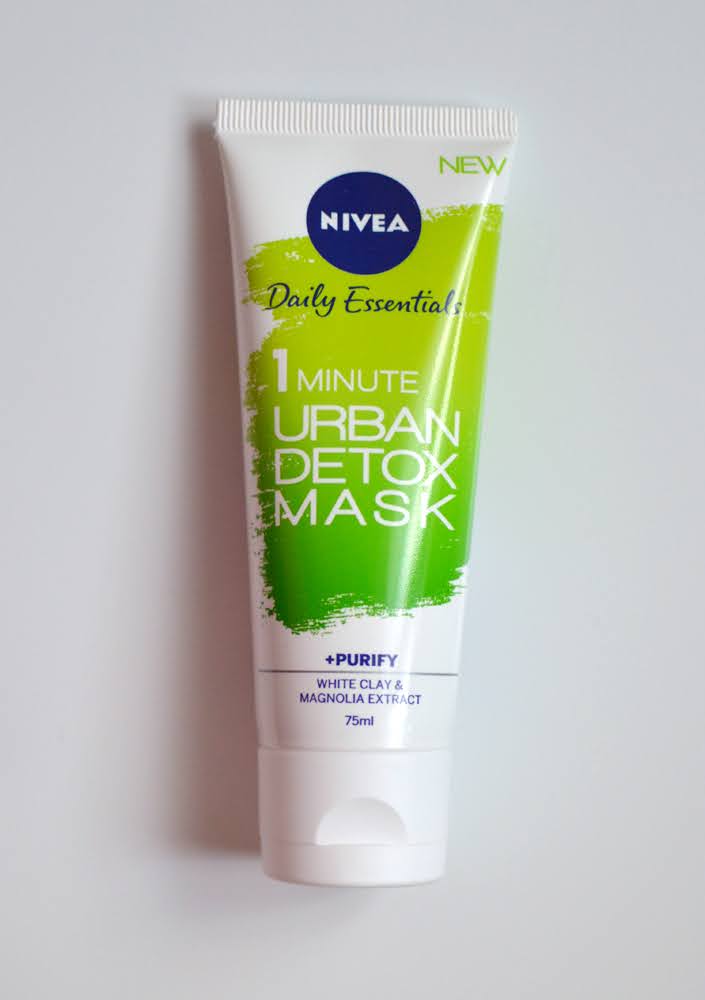 NEW
NIVEA
Daily Essentials
1 MINUTE
URBAN
DETOX
MASK
+PURIFY
WHITE CLAY &
MAGNOLIA EXTRACT
75ml